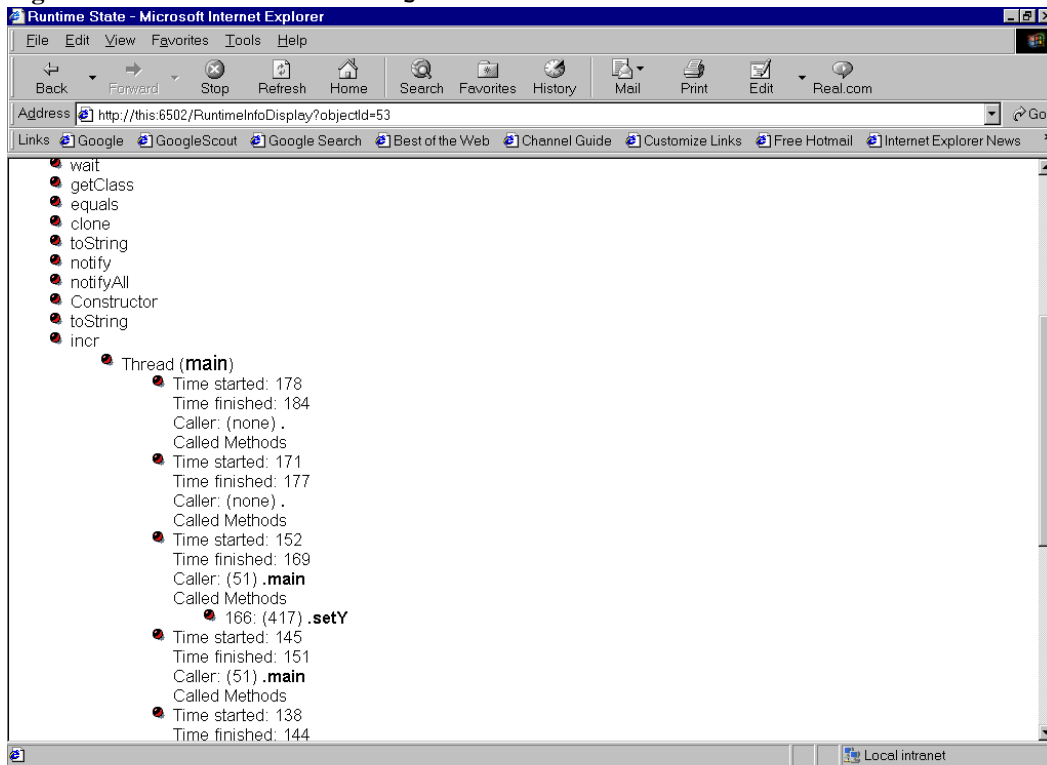 Runtime State - Microsoft Internet Explorer
File Edit View Favorites Tools Help
Back Forward Stop Refresh Home Search Favorites History Mail Print Edit Real.com
Address http://this:6502/RuntimeInfoDisplay?objectId=53 Go
Links Google GoogleScout Google Search Best of the Web Channel Guide Customize Links Free Hotmail Internet Explorer News
wait
getClass
equals
clone
toString
notify
notifyAll
Constructor
toString
incr
Thread (main)
Time started: 178
Time finished: 184
Caller: (none) .
Called Methods
Time started: 171
Time finished: 177
Caller: (none) .
Called Methods
Time started: 152
Time finished: 169
Caller: (51) .main
Called Methods
166: (417) .setY
Time started: 145
Time finished: 151
Caller: (51) .main
Called Methods
Time started: 138
Time finished: 144
Local intranet